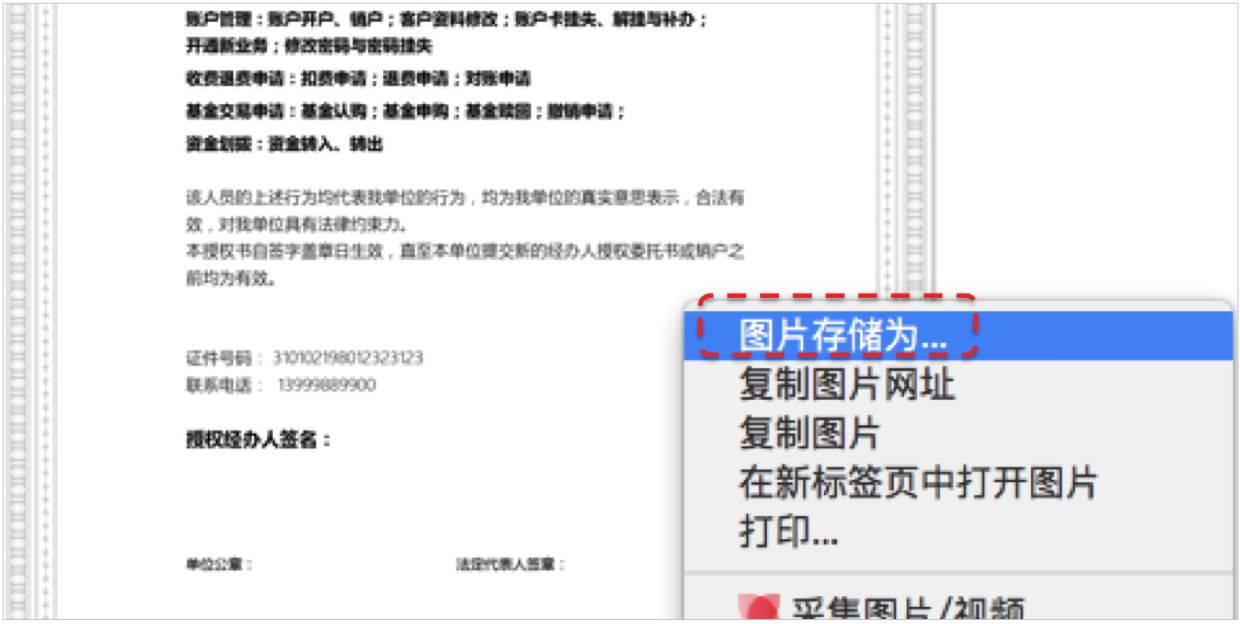 账户管理：账户开户、销户；客户资料修改；账户卡挂失、解挂与补办；
开通新业务；修改密码与密码挂失
收费退费申请：扣费申请；退费申请；对账申请
基金交易申请：基金认购；基金申购；基金赎回；撤销申请；
资金划拨：资金转入、转出
该人员的上述行为均代表我单位的行为，均为我单位的真实意思表示，合法有
效，对我单位具有法律约束力。
本授权书自签字盖章日生效，直至本单位提交新的经办人授权委托书或销户之
前均为有效。
证件号码： 310102198012323123
联系电话： 13999889900
授权经办人签名：
单位公章：
法定代表人签章：
图片存储为...
复制图片网址
复制图片
在新标签页中打开图片
打印...
采集图片/视频